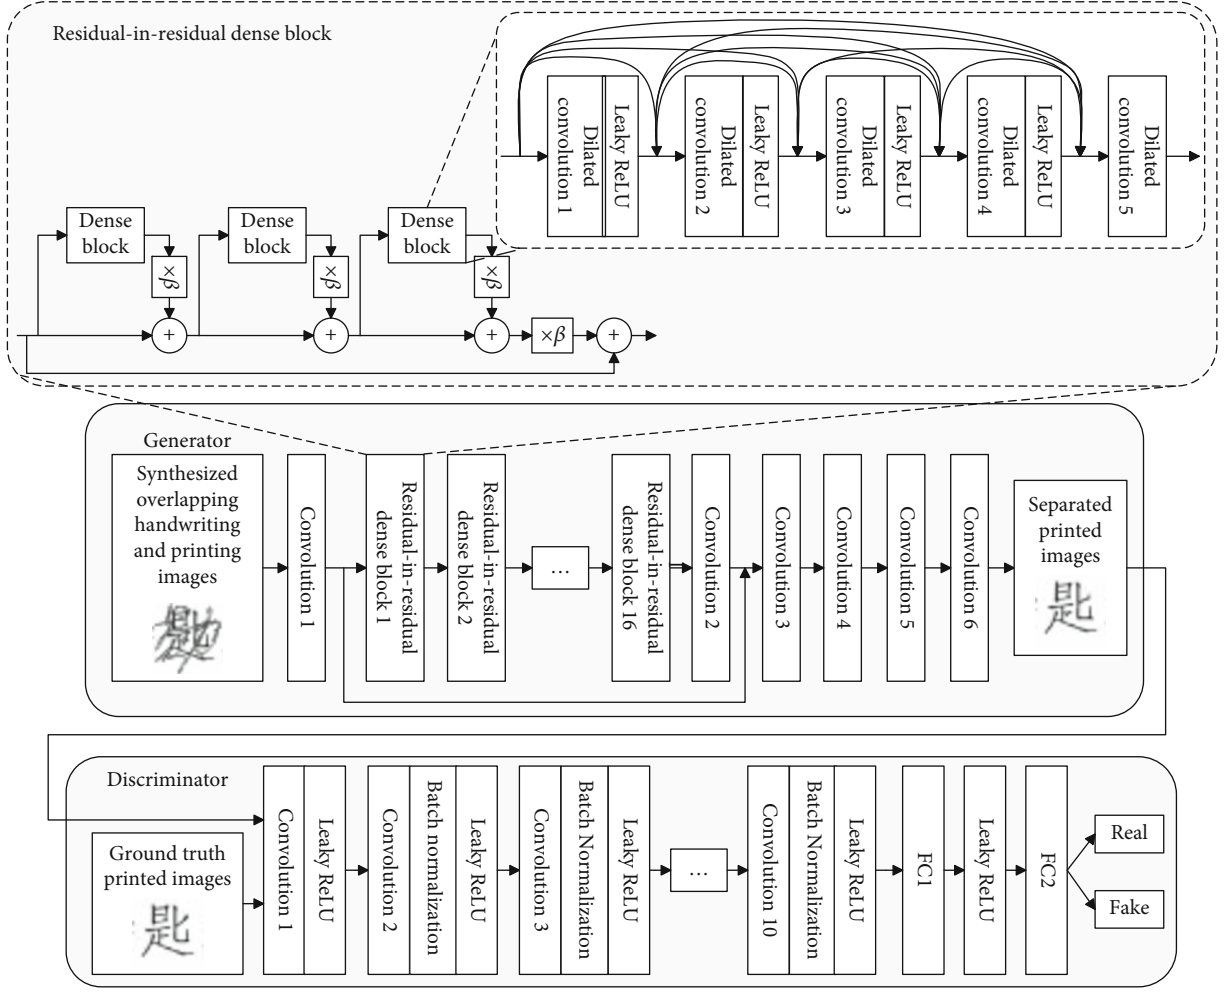 Residual-in-residual dense block
Dilated
convolution 1
Leaky ReLU
Dilated
convolution 2
Leaky ReLU
Dilated
convolution 3
Leaky ReLU
Dilated
convolution 4
Leaky ReLU
Dilated
convolution 5
Dense
block
×β
+
Dense
block
×β
+
Dense
block
×β
+
×β
+
Generator
Synthesized
overlapping
handwriting
and printing
images
Convolution 1
Residual-in-residual
dense block 1
Residual-in-residual
dense block 2
...
Residual-in-residual
dense block 16
Convolution 2
Convolution 3
Convolution 4
Convolution 5
Convolution 6
Separated
printed
images
匙
Discriminator
Ground truth
printed images
匙
Convolution 1
Leaky ReLU
Convolution 2
Batch normalization
Leaky ReLU
Convolution 3
Batch Normalization
Leaky ReLU
...
Convolution 10
Batch Normalization
Leaky ReLU
FC1
Leaky ReLU
FC2
Real
Fake